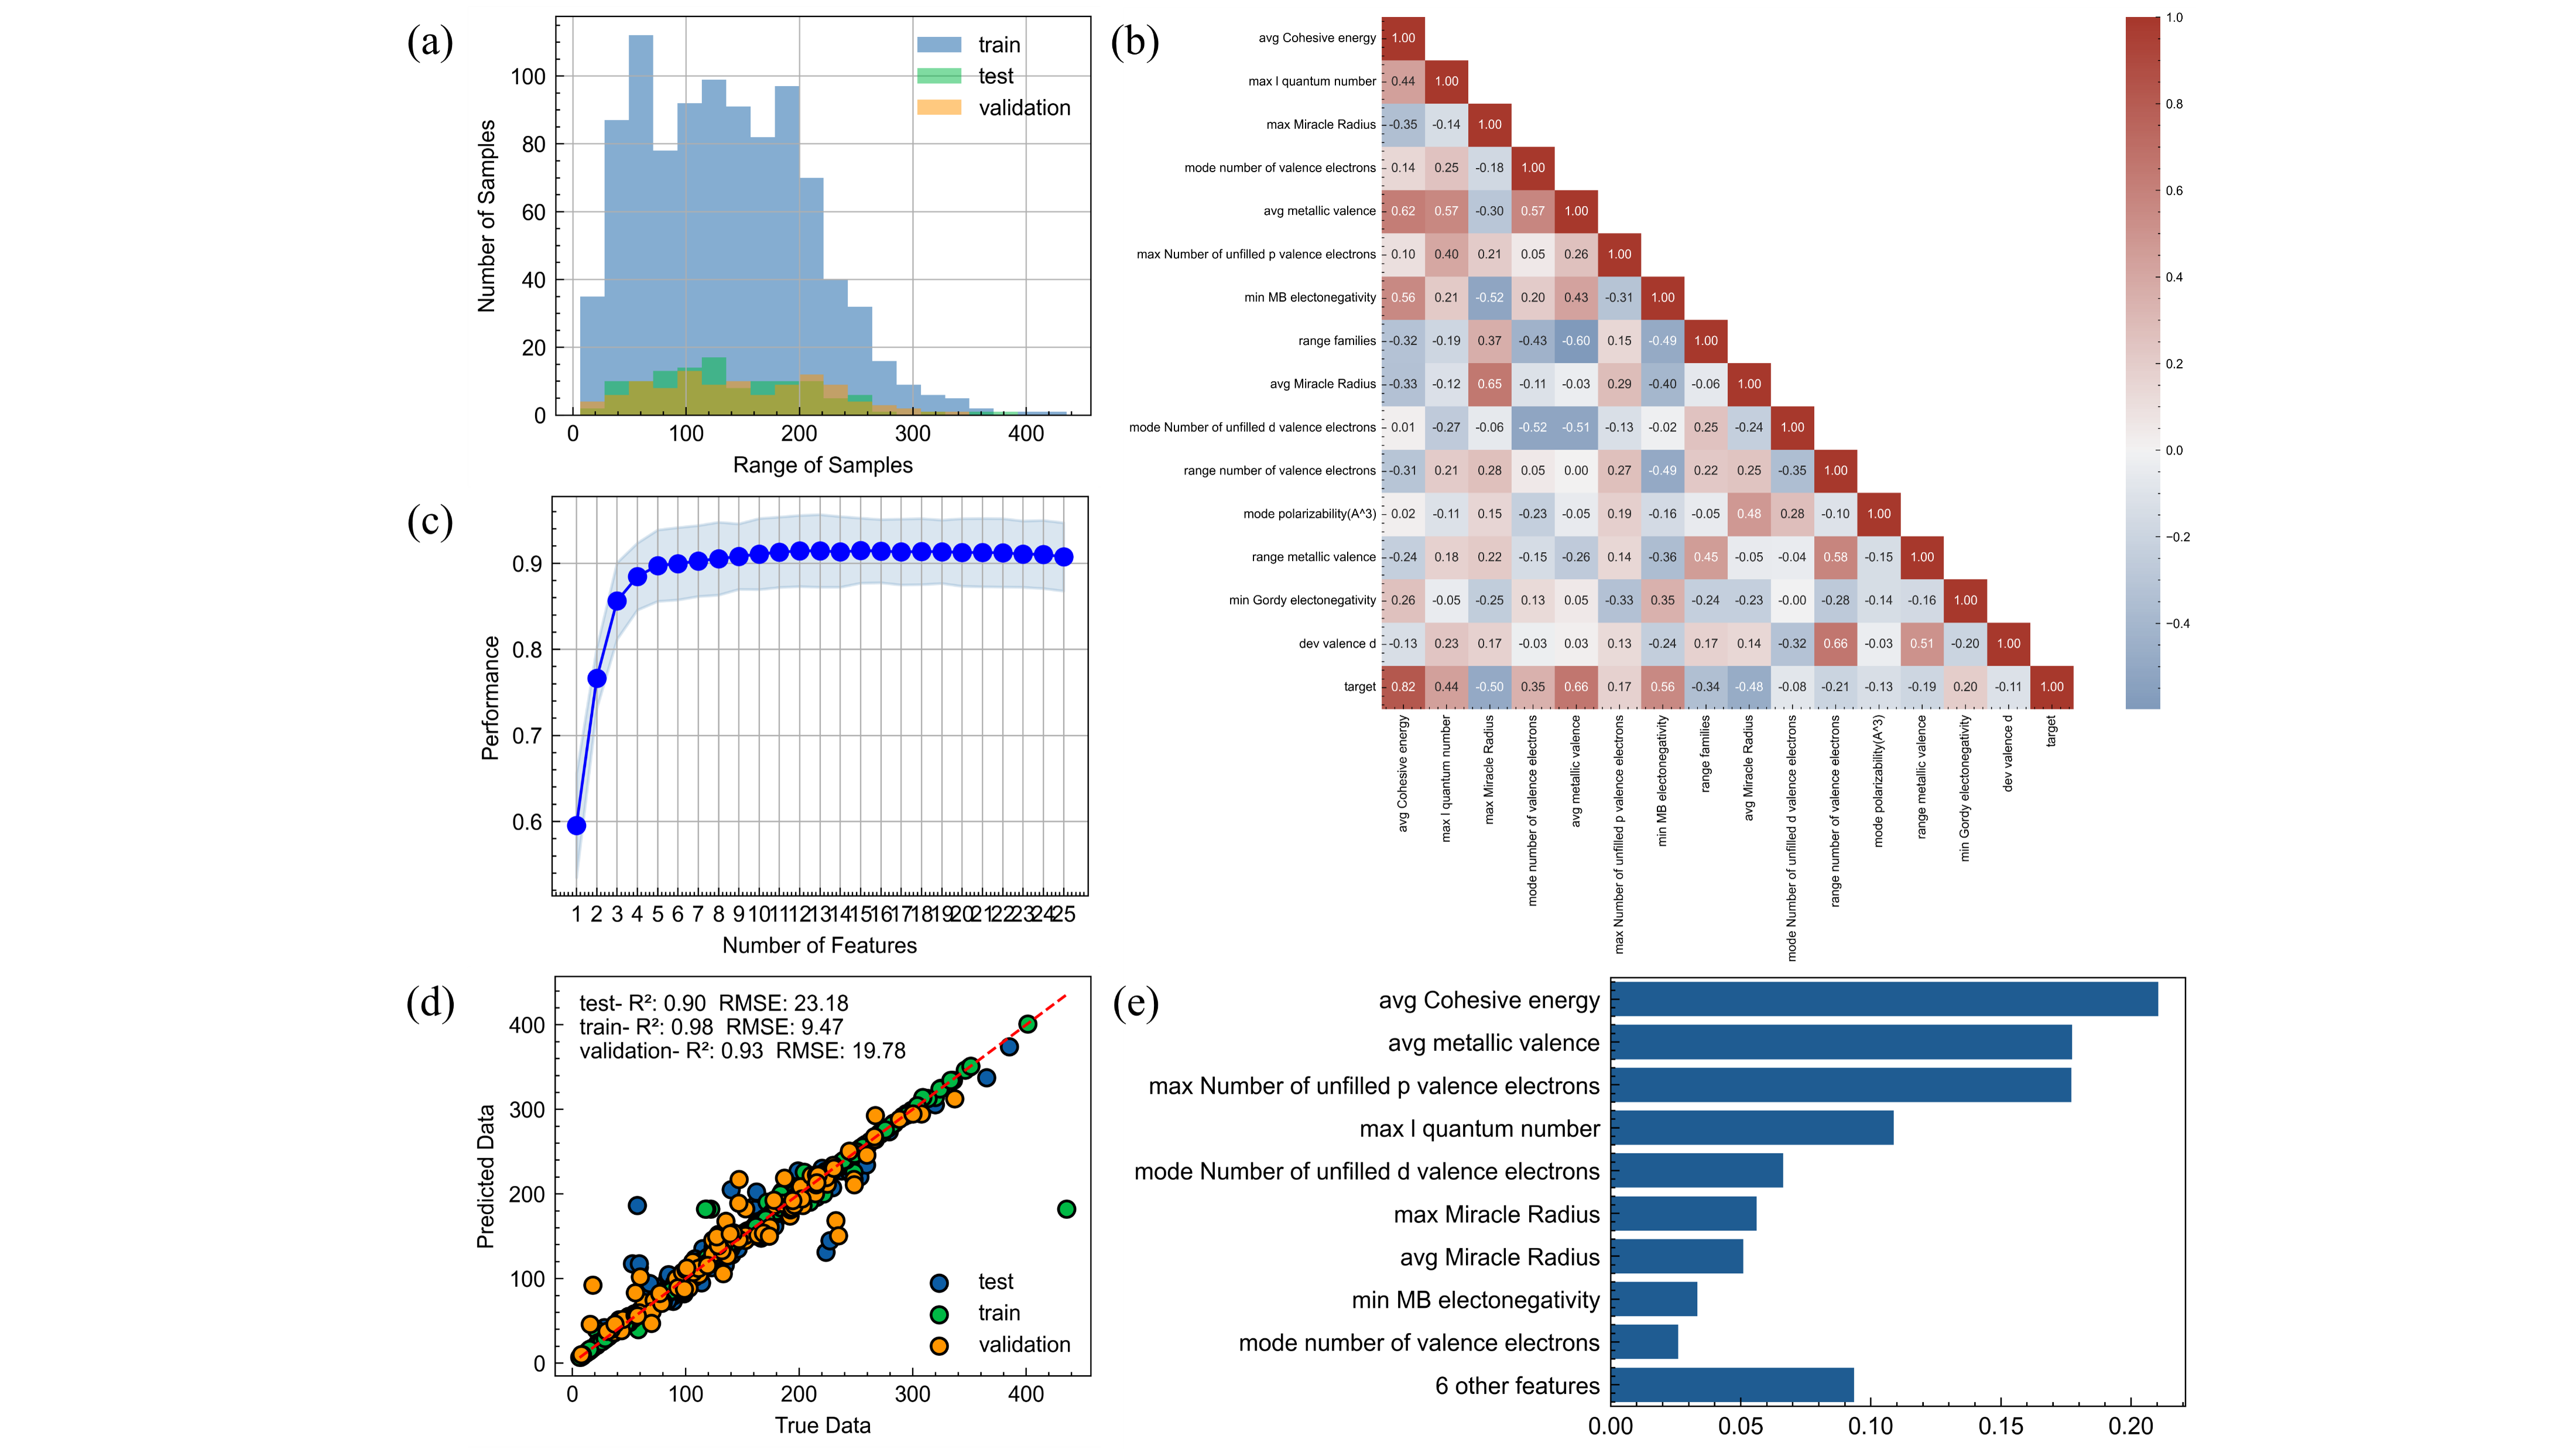 (a)
train
test
validation
100
80
60
40
20
0
0 100 200 300 400
Number of Samples
Range of Samples
(b)
avg Cohesive energy 1.00
max l quantum number 0.44 1.00
max Miracle Radius -0.35 -0.14 1.00
mode number of valence electrons 0.14 0.25 -0.18 1.00
avg metallic valence 0.62 0.57 -0.30 0.57 1.00
max Number of unfilled p valence electrons 0.10 0.40 0.21 0.05 0.26 1.00
min MB electonegativity 0.56 0.21 -0.52 0.20 0.43 -0.31 1.00
range families -0.32 -0.19 0.37 -0.43 -0.60 0.15 -0.49 1.00
avg Miracle Radius -0.33 -0.12 0.65 -0.11 -0.03 0.29 -0.40 -0.06 1.00
mode Number of unfilled d valence electrons 0.01 -0.27 -0.06 -0.52 -0.51 -0.13 -0.02 0.25 -0.24 1.00
range number of valence electrons -0.31 0.21 0.28 0.05 0.00 0.27 -0.49 0.22 0.25 -0.35 1.00
mode polarizability(A^3) 0.02 -0.11 0.15 -0.23 -0.05 0.19 -0.16 -0.05 0.48 0.28 -0.10 1.00
range metallic valence -0.24 0.18 0.22 -0.15 -0.26 0.14 -0.36 0.45 -0.05 -0.04 0.58 -0.15 1.00
min Gordy electonegativity 0.26 -0.05 -0.25 0.13 0.05 -0.33 0.35 -0.24 -0.23 -0.00 -0.28 -0.14 -0.16 1.00
dev valence d -0.13 0.23 0.17 -0.03 0.03 0.13 -0.24 0.17 0.14 -0.32 0.66 -0.03 0.51 -0.20 1.00
target 0.82 0.44 -0.50 0.35 0.66 0.17 0.56 -0.34 -0.48 -0.08 -0.21 -0.13 -0.19 0.20 -0.11 1.00
avg Cohesive energy
max l quantum number
max Miracle Radius
mode number of valence electrons
avg metallic valence
max Number of unfilled p valence electrons
min MB electonegativity
range families
avg Miracle Radius
mode Number of unfilled d valence electrons
range number of valence electrons
mode polarizability(A^3)
range metallic valence
min Gordy electonegativity
dev valence d
target
1.0
0.8
0.6
0.4
0.2
0.0
−0.2
−0.4
(c)
0.9
0.8
0.7
0.6
Performance
1 2 3 4 5 6 7 8 9 10 11 12 13 14 15 16 17 18 19 20 21 22 23 24 25
Number of Features
(d)
test- R²: 0.90 RMSE: 23.18
train- R²: 0.98 RMSE: 9.47
validation- R²: 0.93 RMSE: 19.78
400
300
200
100
0
Predicted Data
test
train
validation
0 100 200 300 400
True Data
(e)
avg Cohesive energy
avg metallic valence
max Number of unfilled p valence electrons
max l quantum number
mode Number of unfilled d valence electrons
max Miracle Radius
avg Miracle Radius
min MB electonegativity
mode number of valence electrons
6 other features
0.00 0.05 0.10 0.15 0.20